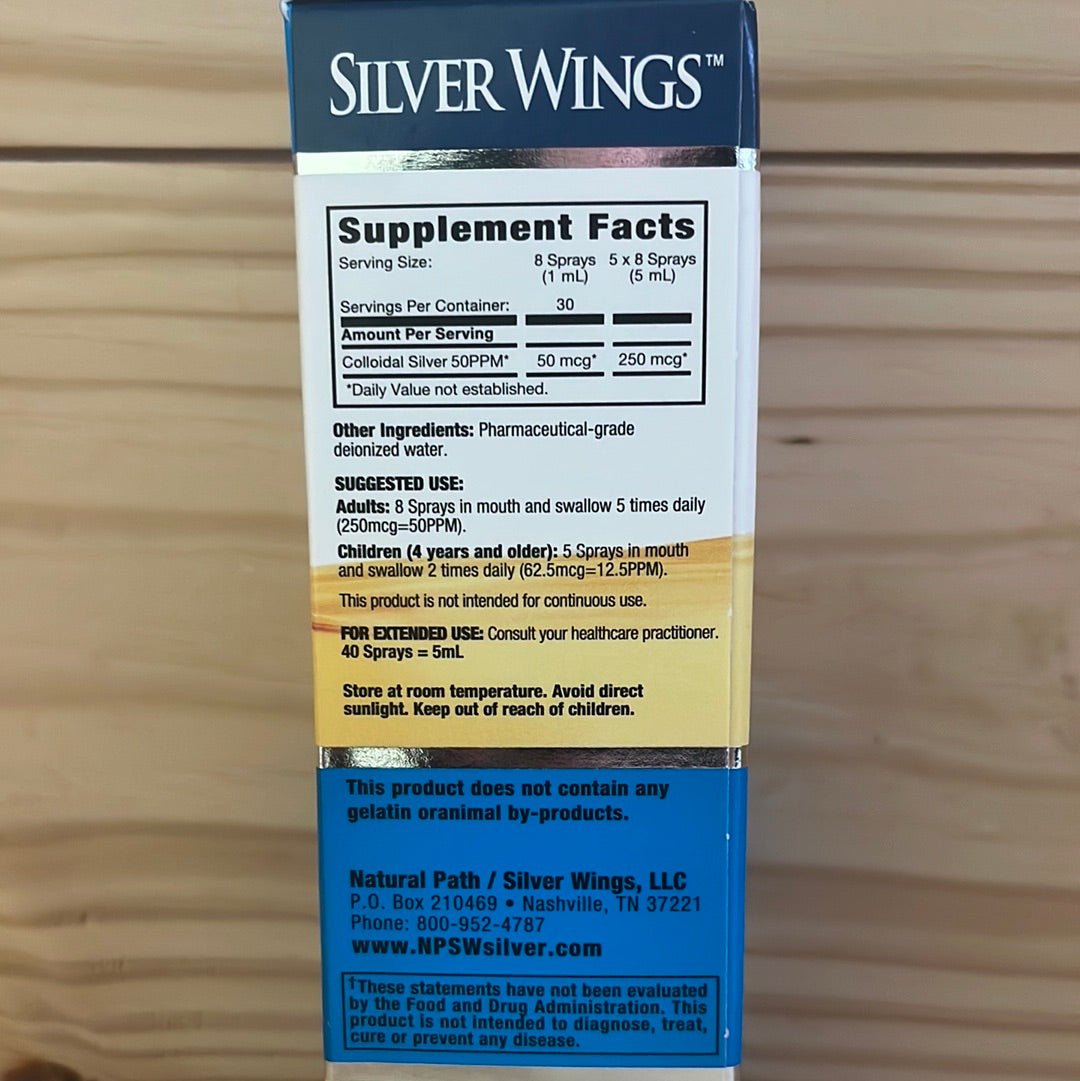 SILVER WINGS™
Supplement Facts
Serving Size: 8 Sprays 5 x 8 Sprays
(1 mL) (5 mL)
Servings Per Container: 30
Amount Per Serving
Colloidal Silver 50PPM* 50 mcg* 250 mcg*
*Daily Value not established.
Other Ingredients: Pharmaceutical-grade
deionized water.
SUGGESTED USE:
Adults: 8 Sprays in mouth and swallow 5 times daily
(250mcg=50PPM).
Children (4 years and older): 5 Sprays in mouth
and swallow 2 times daily (62.5mcg=12.5PPM).
This product is not intended for continuous use.
FOR EXTENDED USE: Consult your healthcare practitioner.
40 Sprays = 5mL
Store at room temperature. Avoid direct
sunlight. Keep out of reach of children.
This product does not contain any
gelatin oranimal by-products.
Natural Path / Silver Wings, LLC
P.O. Box 210469 • Nashville, TN 37221
Phone: 800-952-4787
www.NPSWsilver.com
†These statements have not been evaluated
by the Food and Drug Administration. This
product is not intended to diagnose, treat,
cure or prevent any disease.